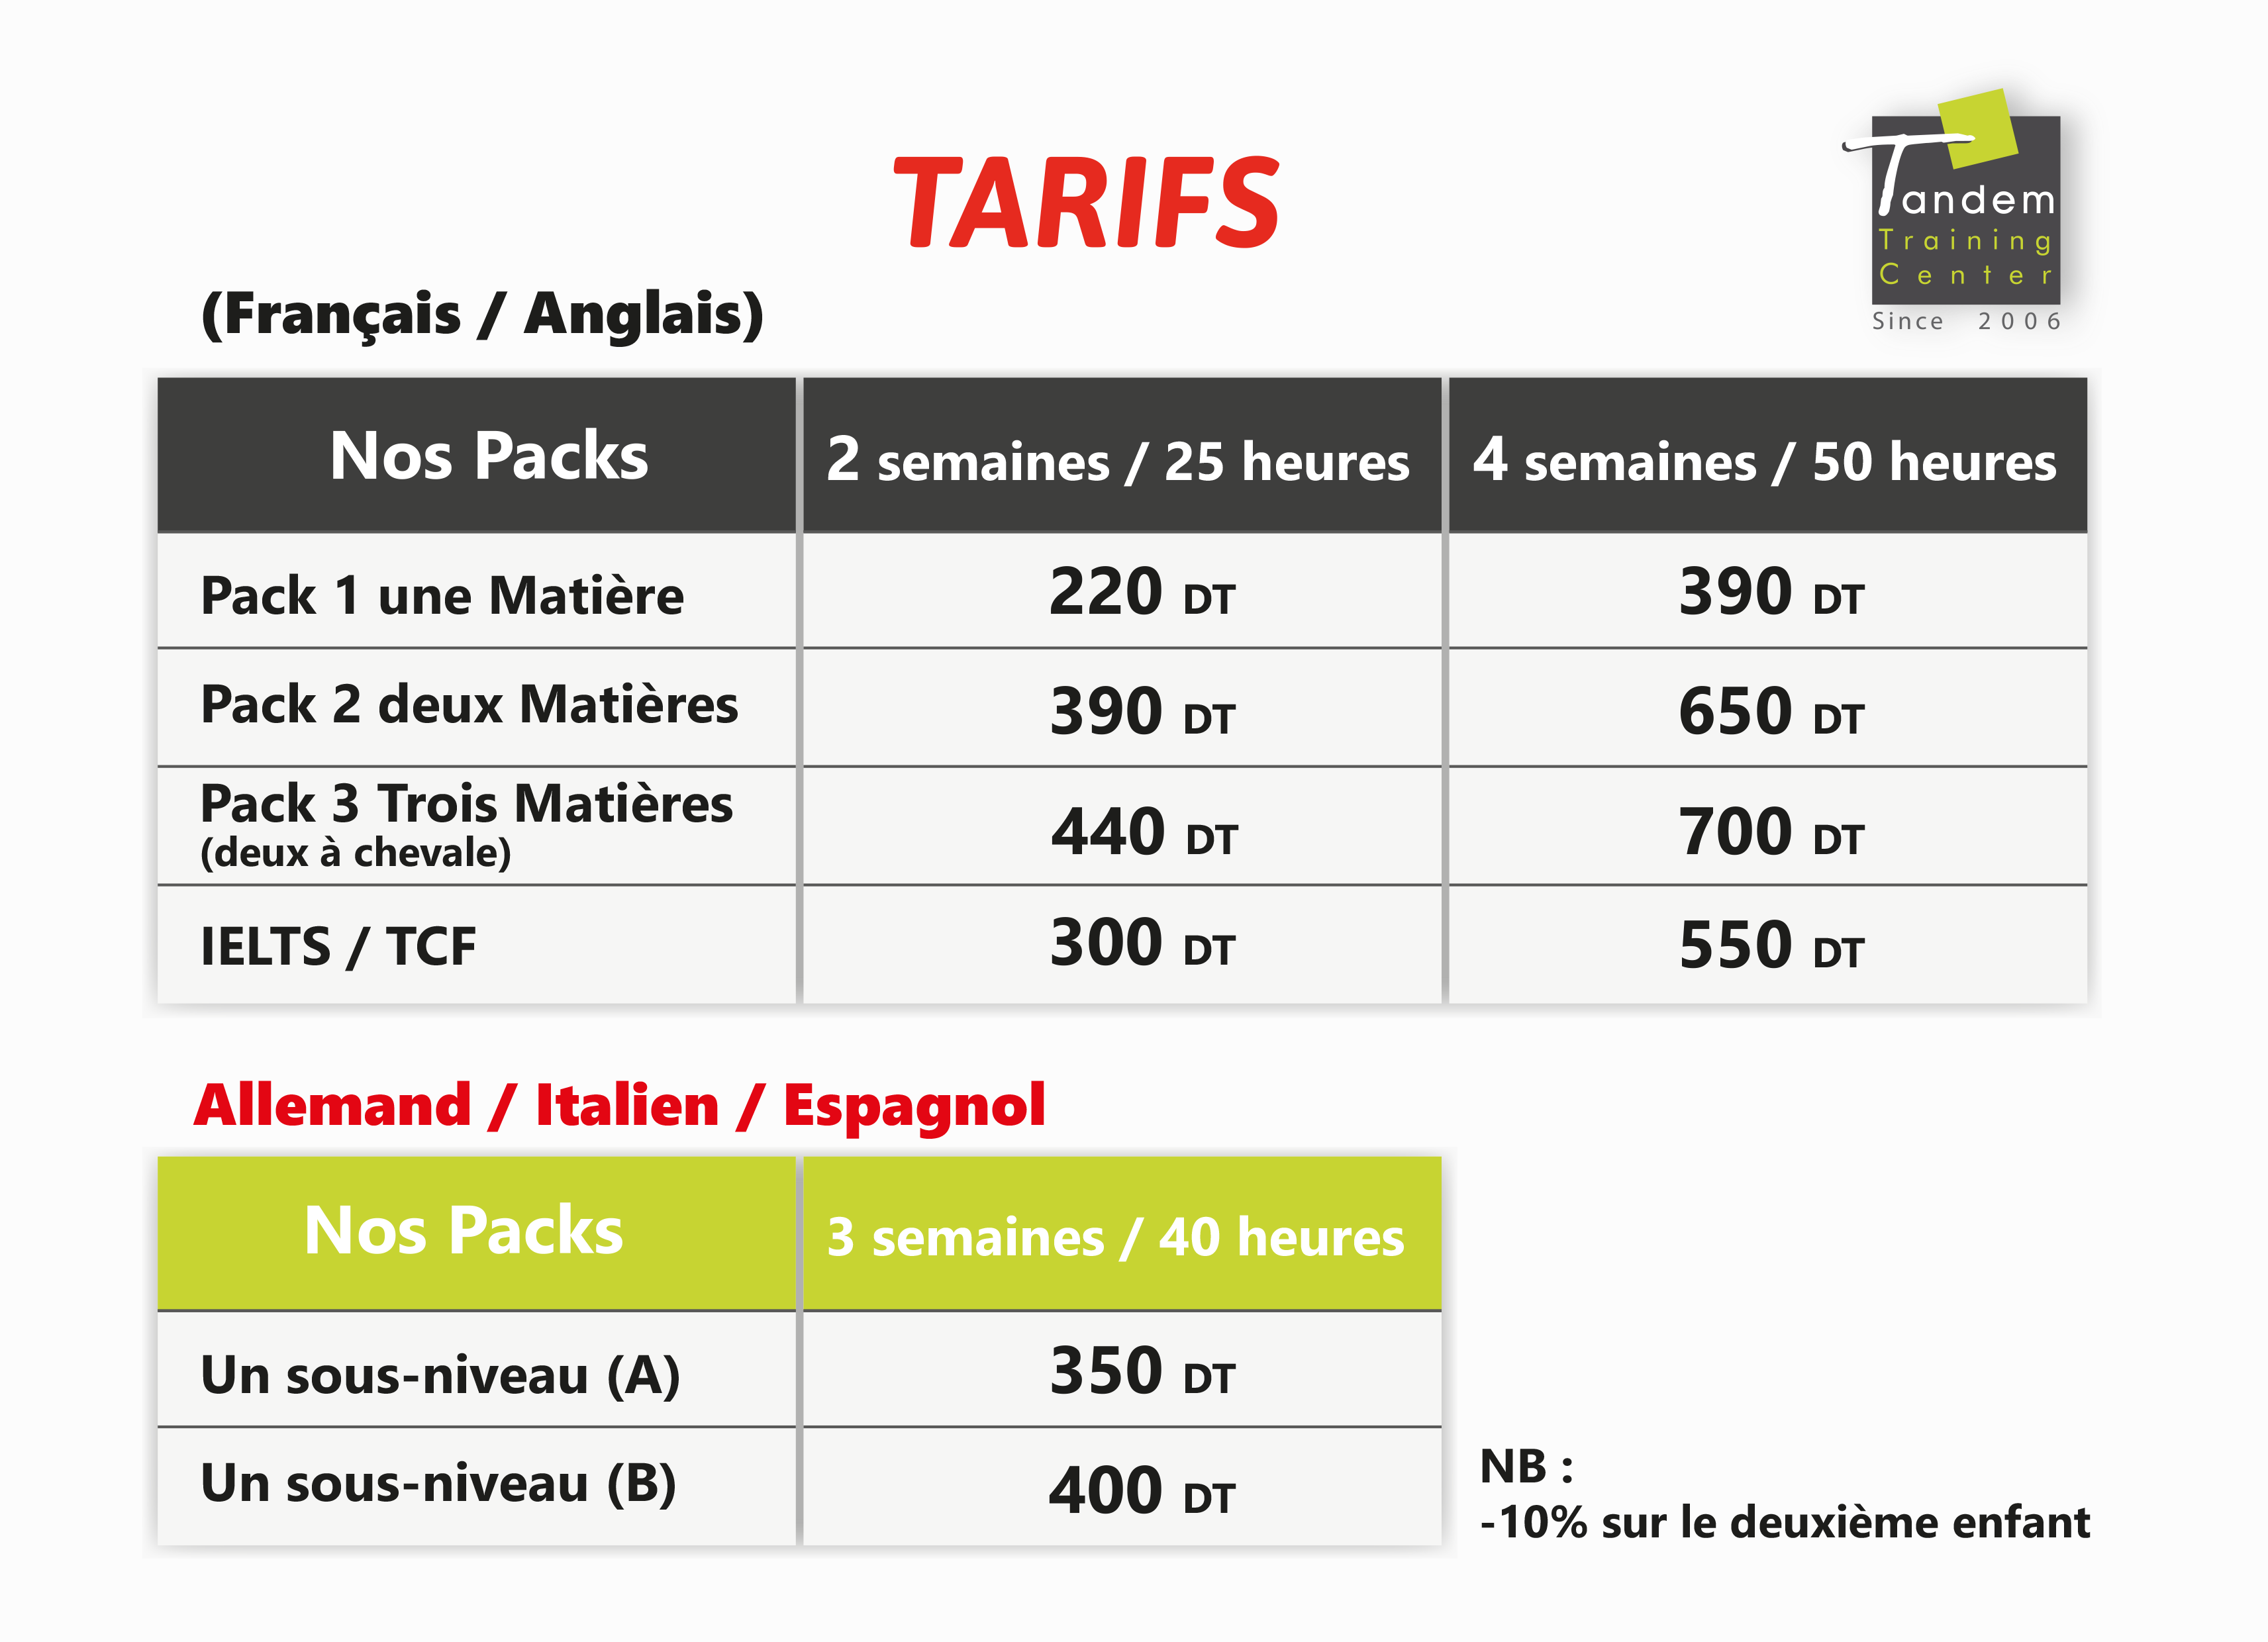 TARIFS
Tandem
Training
Center
Since 2006
(Français / Anglais)
Nos Packs 2 semaines / 25 heures 4 semaines / 50 heures
Pack 1 une Matière 220 DT 390 DT
Pack 2 deux Matières 390 DT 650 DT
Pack 3 Trois Matières
(deux à chevale) 440 DT 700 DT
IELTS / TCF 300 DT 550 DT
Allemand / Italien / Espagnol
Nos Packs 3 semaines / 40 heures
Un sous-niveau (A) 350 DT
Un sous-niveau (B) 400 DT
NB :
-10% sur le deuxième enfant